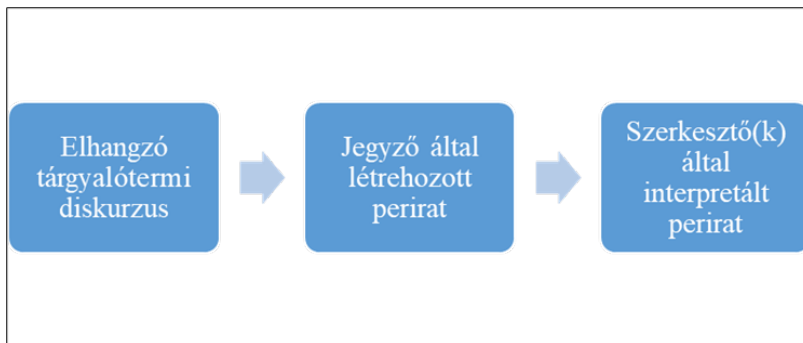 Elhangzó
tárgyalótermi
diskurzus
Jegyző által
létrehozott
perirat
Szerkesztő(k)
által
interpretált
perirat